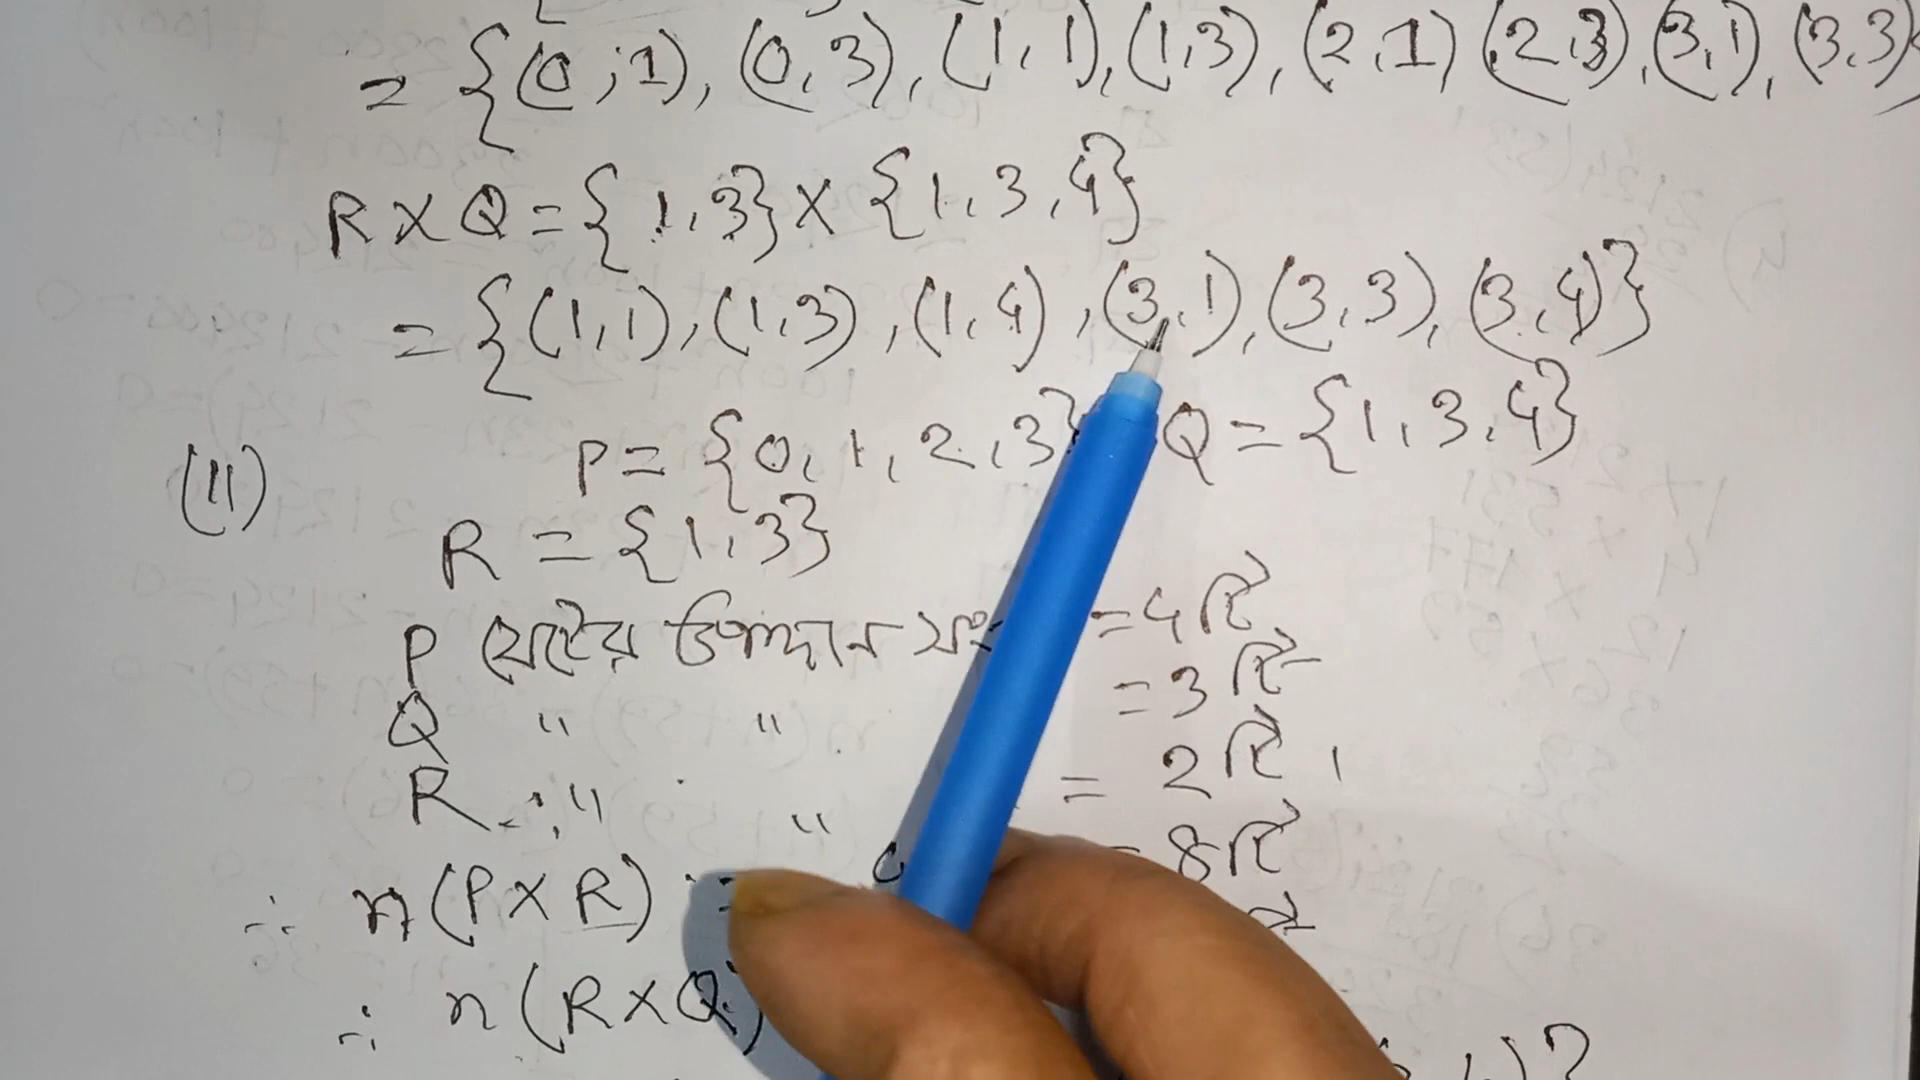 = {(0,1), (0,3), (1,1), (1,3), (2,1) (2,3), (3,1), (3,3)
R×Q = {1,3}×{1,3,4}
= {(1,1), (1,3), (1,4), (3,1), (3,3), (3,4)}
(II) P = {0,1,2,3} Q = {1,3,4}
R = {1,3}
P সেটের উপাদান = 4টি
Q " " = 3টি
R " " = 2টি।
∴ n(P×R) = = 8টি
∴ n(R×Q)